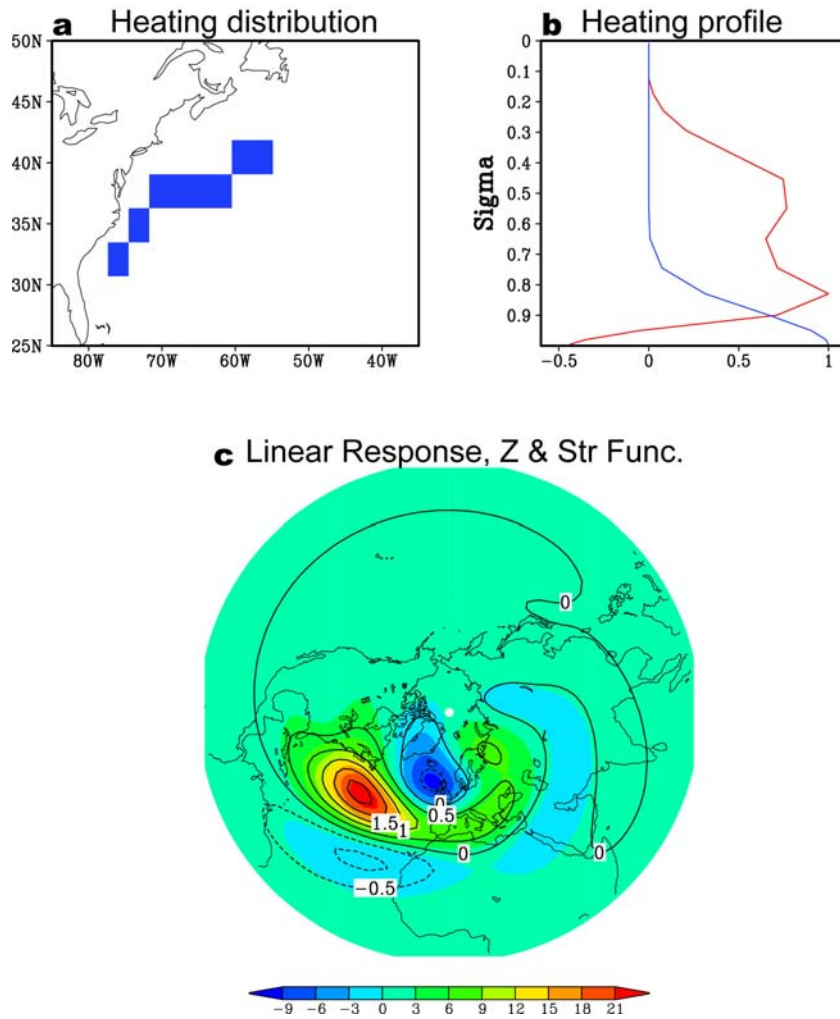 a Heating distribution
50N
45N
40N
35N
30N
25N
80W 70W 60W 50W 40W
b Heating profile
Sigma
0
0.1
0.2
0.3
0.4
0.5
0.6
0.7
0.8
0.9
-0.5 0 0.5 1
c Linear Response, Z & Str Func.
0
0
0.5
1.5 1
0
0
-0.5
-9 -6 -3 0 3 6 9 12 15 18 21